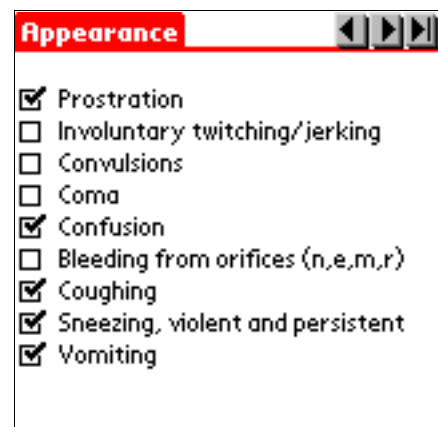 Appearance
Prostration
Involuntary twitching/jerking
Convulsions
Coma
Confusion
Bleeding from orifices (n,e,m,r)
Coughing
Sneezing, violent and persistent
Vomiting